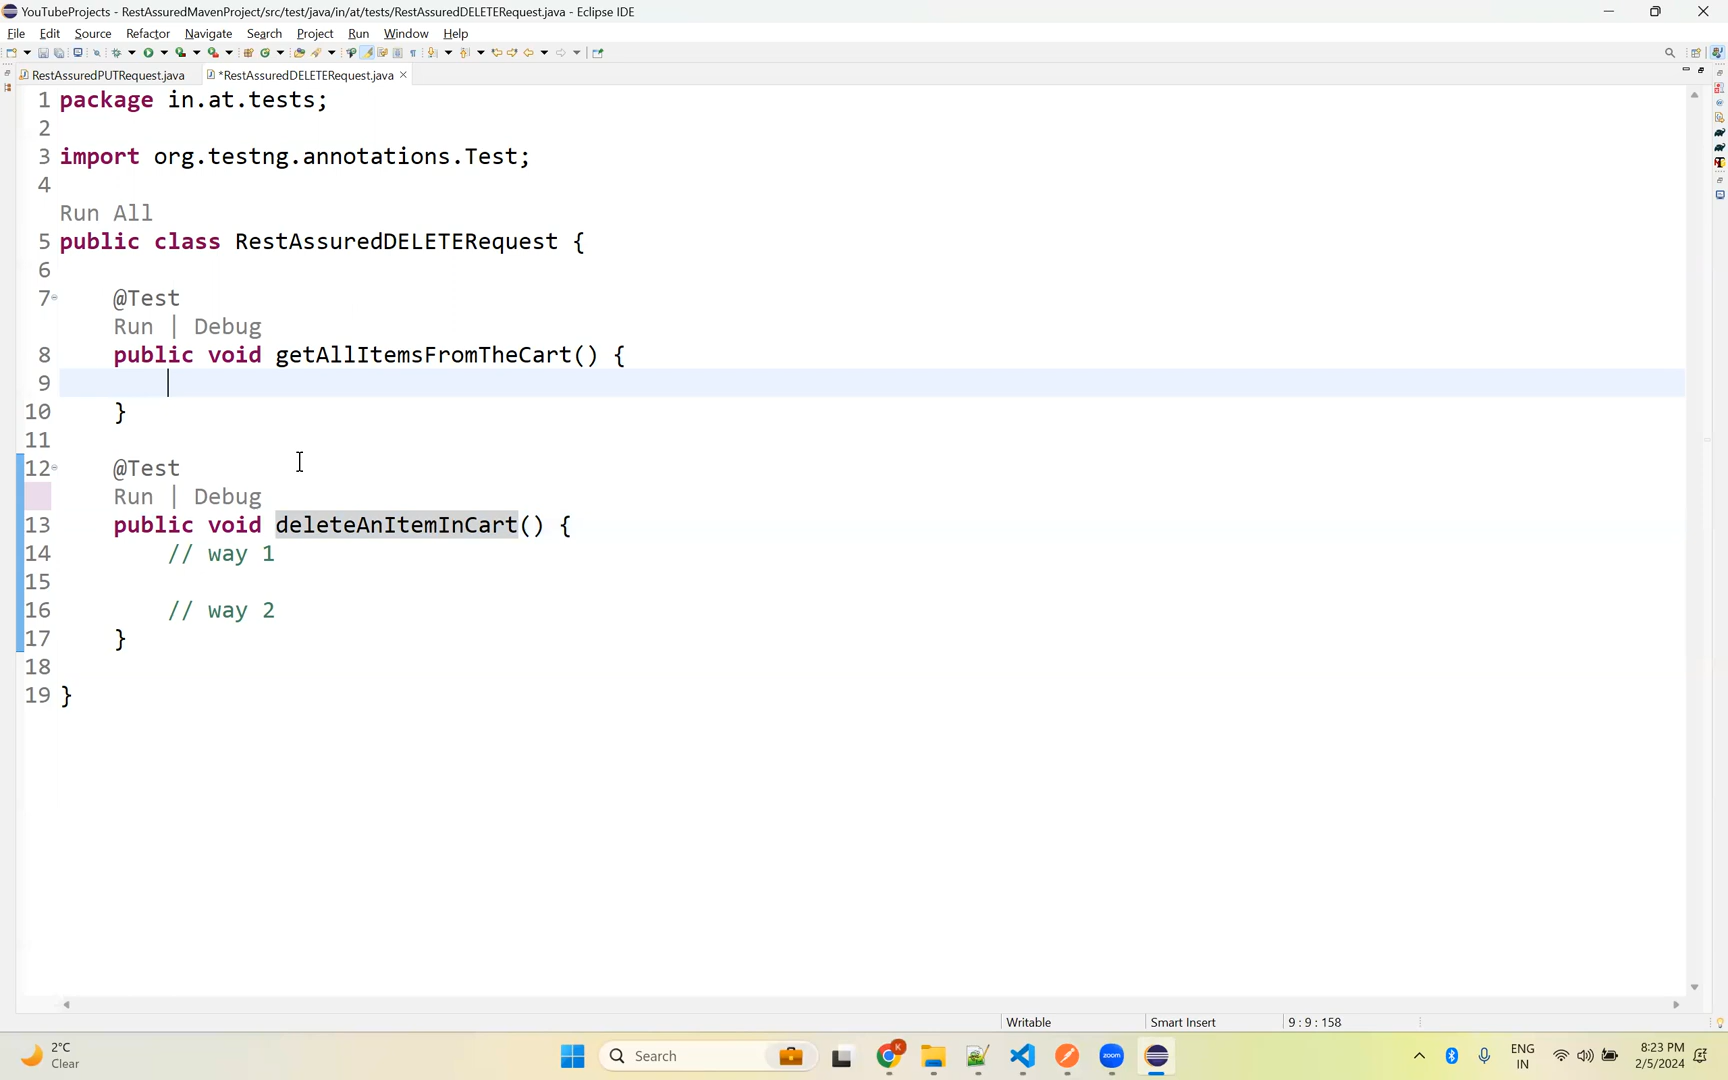 YouTubeProjects - RestAssuredMavenProject/src/test/java/in/at/tests/RestAssuredDELETERequest.java - Eclipse IDE
File Edit Source Refactor Navigate Search Project Run Window Help
RestAssuredPUTRequest.java *RestAssuredDELETERequest.java
1 package in.at.tests;
2
3 import org.testng.annotations.Test;
4
Run All
5 public class RestAssuredDELETERequest {
6
7 @Test
Run | Debug
8 public void getAllItemsFromTheCart() {
9
10 }
11
12 @Test
Run | Debug
13 public void deleteAnItemInCart() {
14 // way 1
15
16 // way 2
17 }
18
19 }
Writable Smart Insert 9 : 9 : 158
2°C
Clear
Search
zoom
K
ENG
IN
8:23 PM
2/5/2024